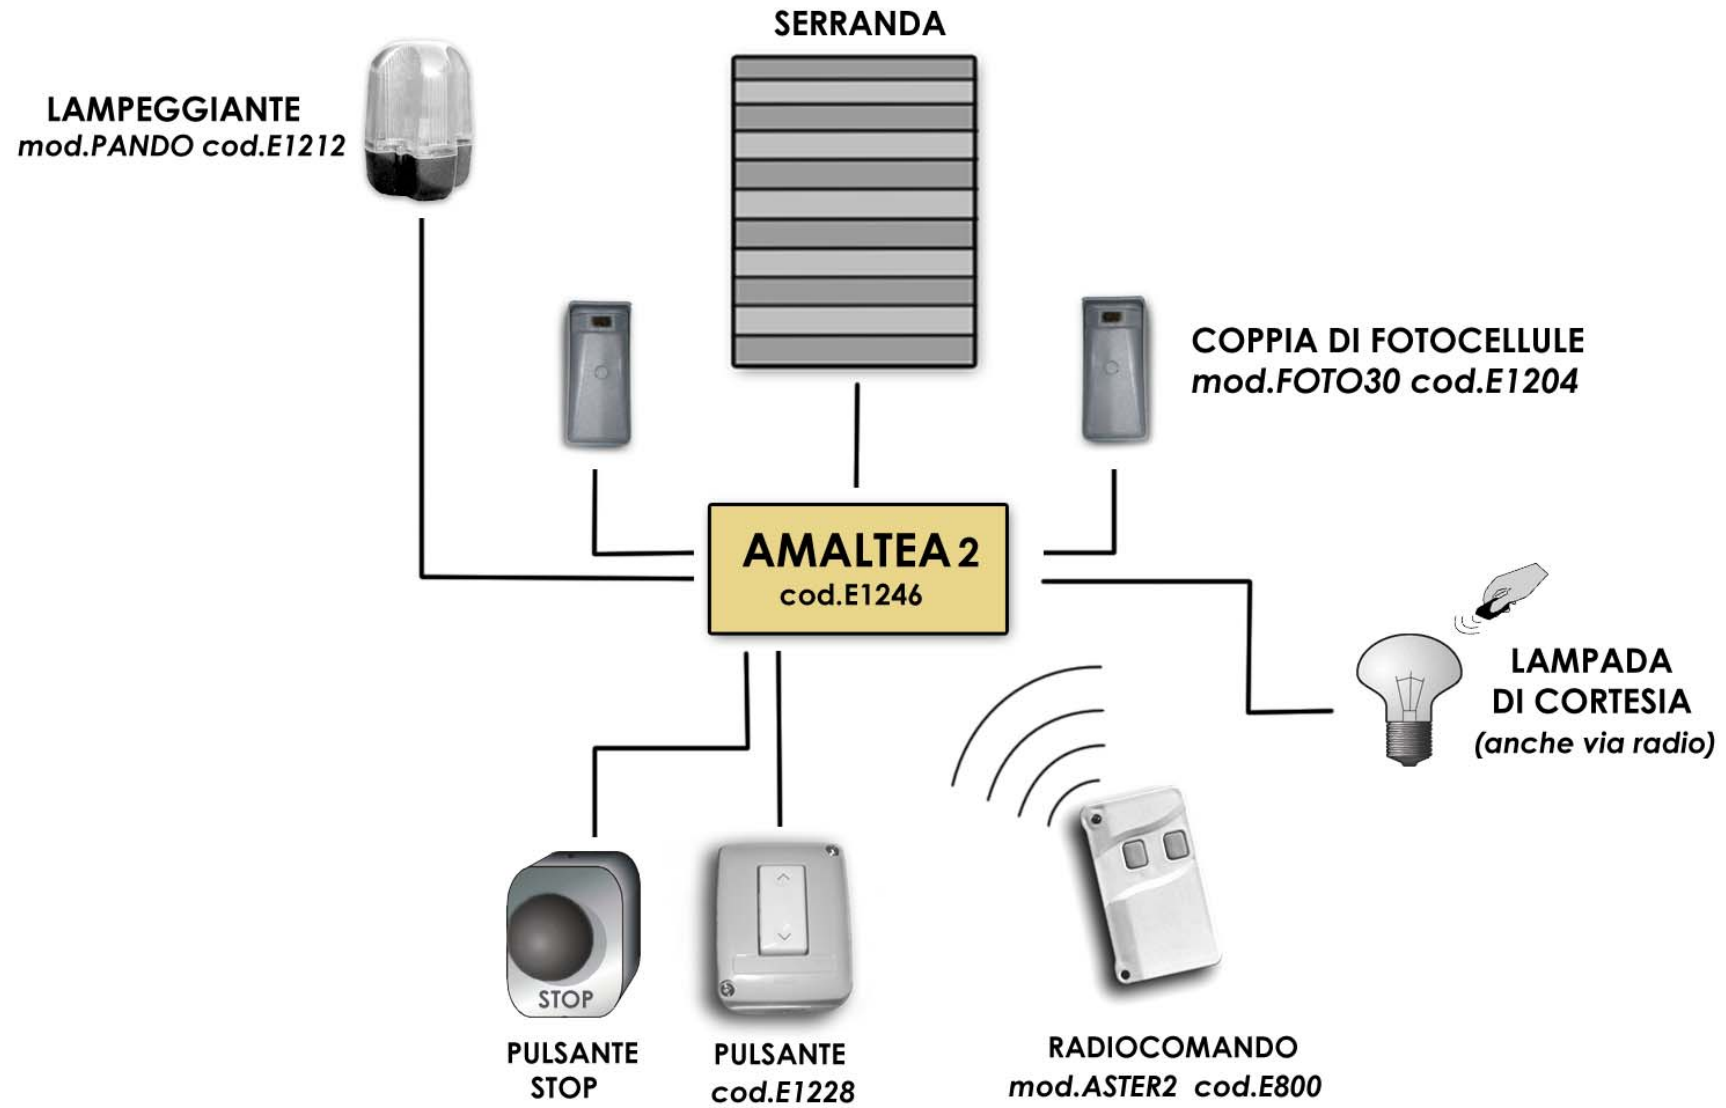 SERRANDA
LAMPEGGIANTE
mod.PANDO cod.E1212
COPPIA DI FOTOCELLULE
mod.FOTO30 cod.E1204
AMALTEA 2
cod.E1246
LAMPADA
DI CORTESIA
(anche via radio)
STOP
PULSANTE
STOP
PULSANTE
cod.E1228
RADIOCOMANDO
mod.ASTER2 cod.E800